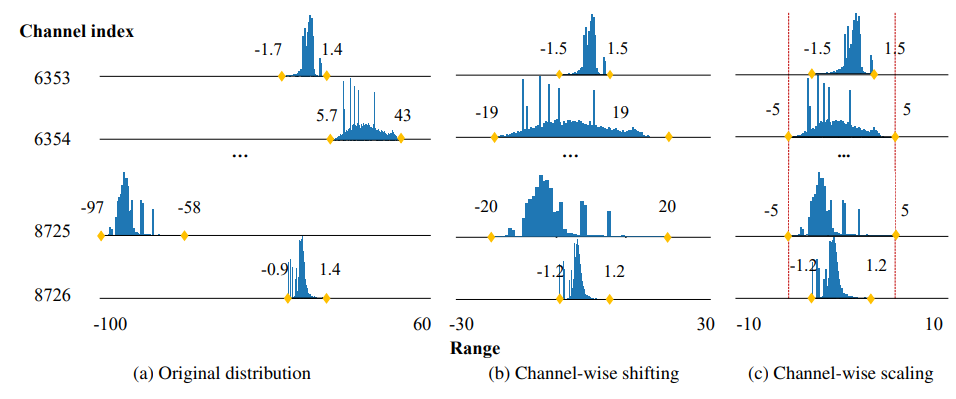 Channel index
-1.7 1.4 -1.5 1.5 -1.5 1.5
6353
5.7 43 -19 19 -5 5
6354
... ... ...
-97 -58 -20 20 -5 5
8725
-0.9 1.4 -1.2 1.2 -1.2 1.2
8726
-100 60 -30 30 -10 10
Range
(a) Original distribution (b) Channel-wise shifting (c) Channel-wise scaling